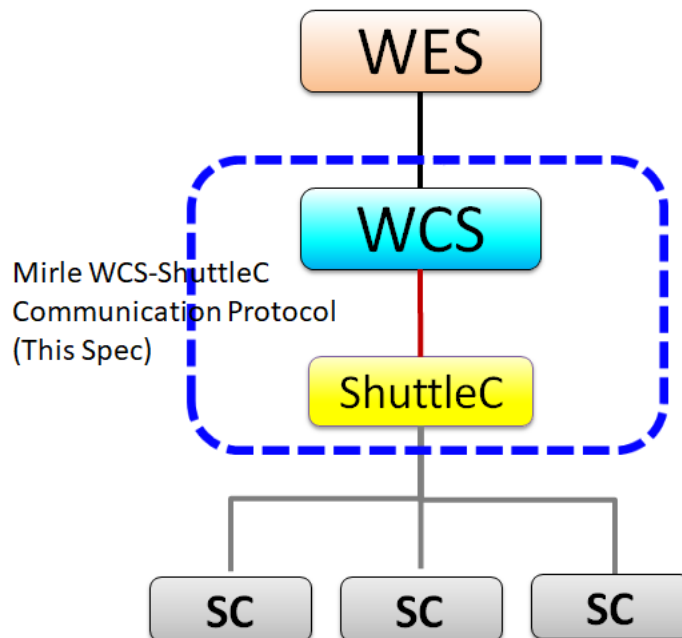 WES
WCS
Mirle WCS-ShuttleC
Communication Protocol
(This Spec)
ShuttleC
SC
SC
SC